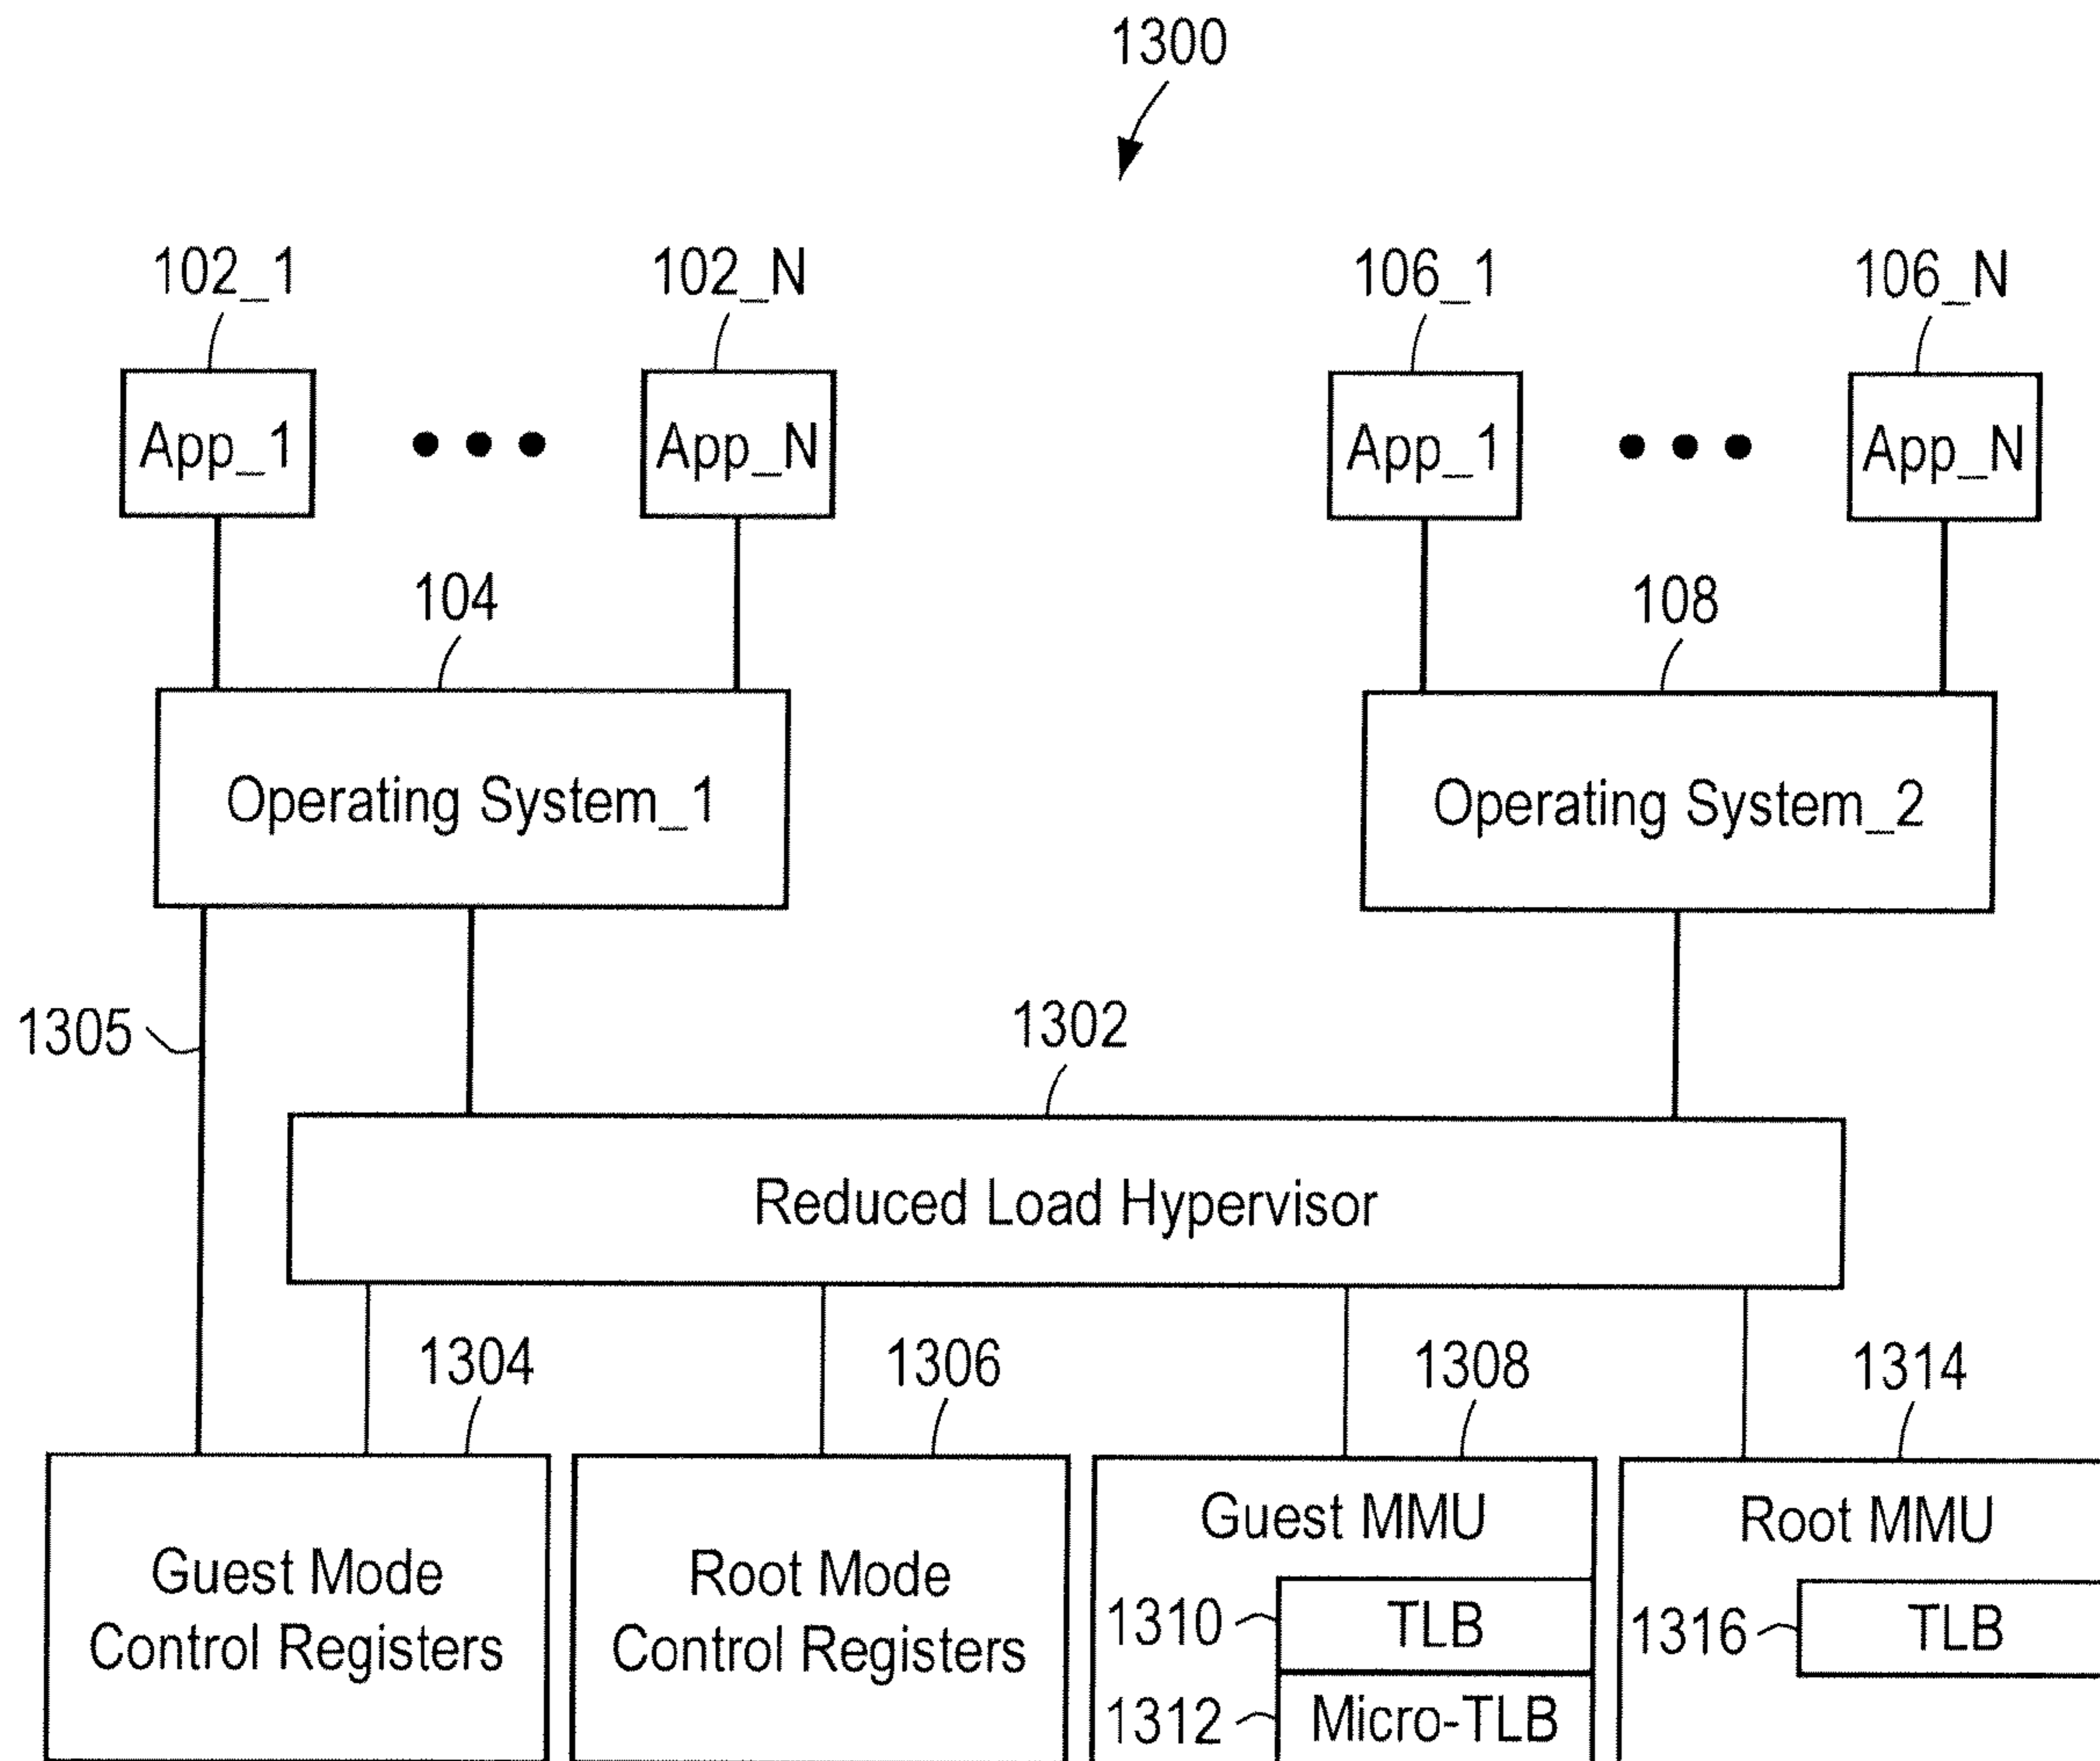 1300
102_1
102_N
106_1
106_N
App_1
App_N
App_1
App_N
104
108
Operating System_1
Operating System_2
1305
1302
Reduced Load Hypervisor
1304
1306
1308
1314
Guest Mode
Control Registers
Root Mode
Control Registers
Guest MMU
1310
TLB
1312
Micro-TLB
Root MMU
1316
TLB